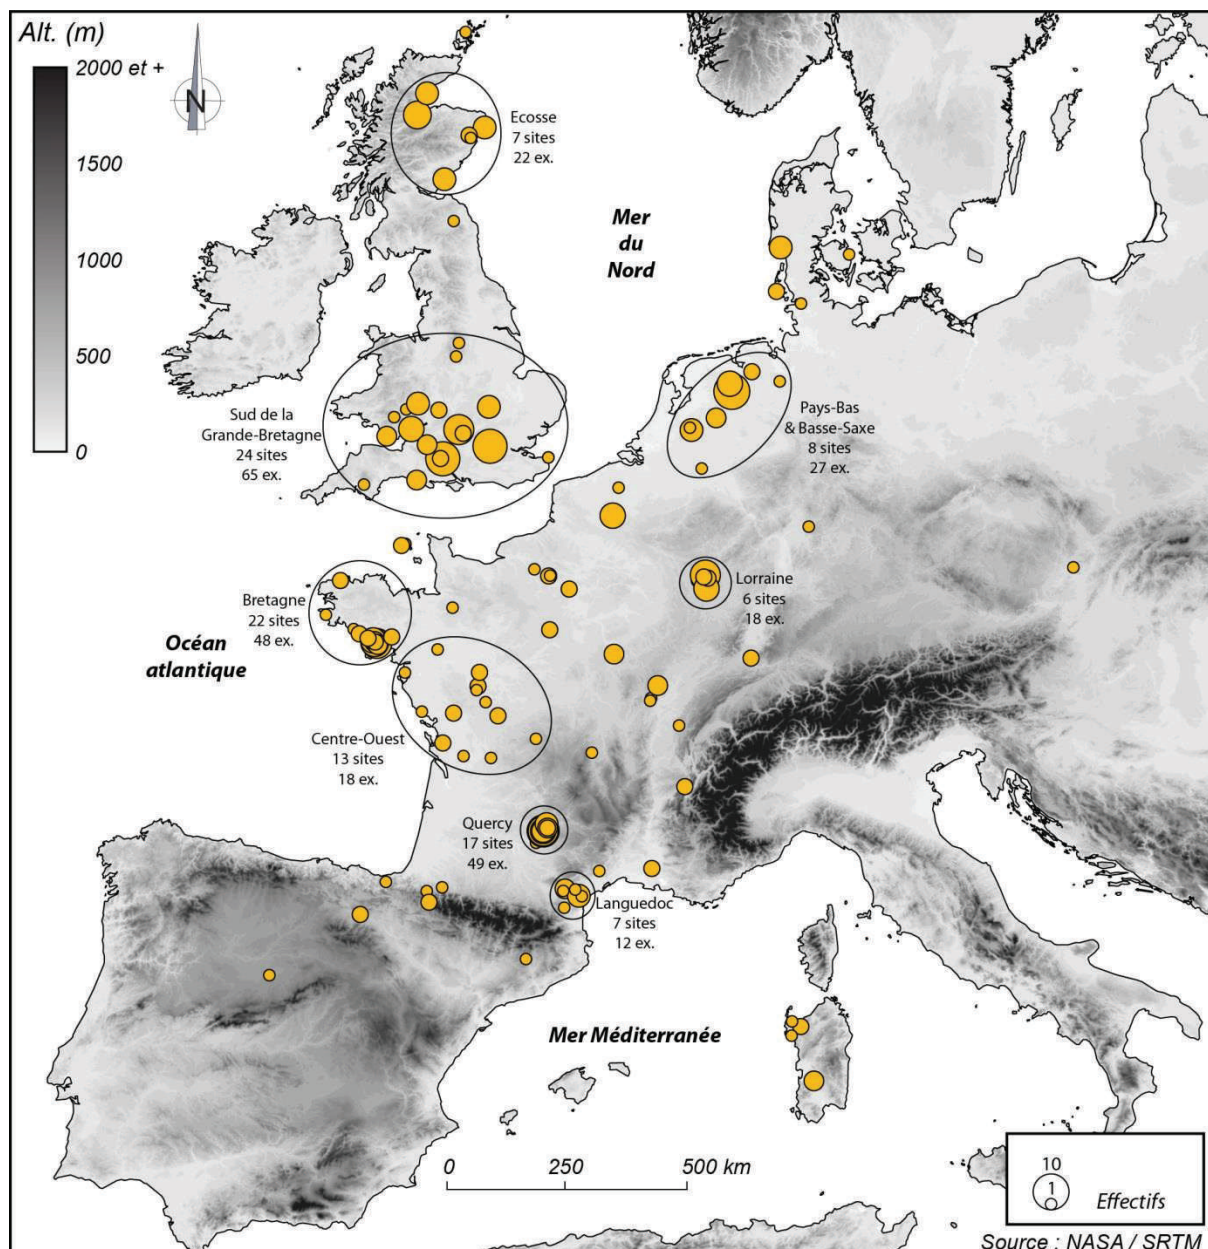 Alt. (m)
2000 et +
1500
1000
500
0
N
Ecosse
7 sites
22 ex.
Mer
du
Nord
Sud de la
Grande-Bretagne
24 sites
65 ex.
Pays-Bas
& Basse-Saxe
8 sites
27 ex.
Lorraine
6 sites
18 ex.
Bretagne
22 sites
48 ex.
Océan
atlantique
Centre-Ouest
13 sites
18 ex.
Quercy
17 sites
49 ex.
Languedoc
7 sites
12 ex.
Mer Méditerranée
0 250 500 km
10
1
Effectifs
Source : NASA / SRTM